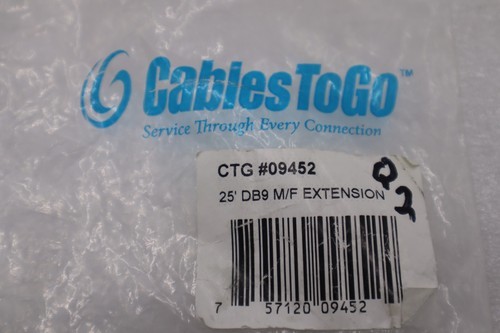 CablesToGo™
Service Through Every Connection
CTG #09452
25' DB9 M/F EXTENSION
2
7 57120 09452